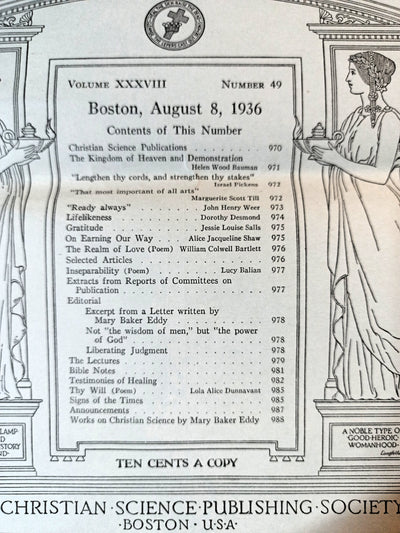 VOLUME XXXVIII NUMBER 49
Boston, August 8, 1936
Contents of This Number
Christian Science Publications . . . . . . . . 970
The Kingdom of Heaven and Demonstration
Helen Wood Bauman 971
"Lengthen thy cords, and strengthen thy stakes"
Israel Pickens 972
"That most important of all arts"
Marguerite Scott Till 972
"Ready always" . . . . John Henry Weer 973
Lifelikeness . . . . . Dorothy Desmond 974
Gratitude . . . . . Jessie Louise Salls 975
On Earning Our Way . Alice Jacqueline Shaw 975
The Realm of Love (Poem) William Colwell Bartlett 976
Selected Articles . . . . . . . . . . 976
Inseparability (Poem) . . . . Lucy Balian 977
Extracts from Reports of Committees on
Publication . . . . . . . . . . 977
Editorial
Excerpt from a Letter written by
Mary Baker Eddy . . . . . . . . 978
Not "the wisdom of men," but "the power
of God" . . . . . . . . . . 978
Liberating Judgment . . . . . . . 978
The Lectures . . . . . . . . . . . 979
Bible Notes . . . . . . . . . . . 981
Testimonies of Healing . . . . . . . . 982
Thy Will (Poem) . . . . Lola Alice Dunnavant 985
Signs of the Times . . . . . . . . . 985
Announcements . . . . . . . . . . 987
Works on Christian Science by Mary Baker Eddy 988
LAMP
STORY
A NOBLE TYPE OF
GOOD·HEROIC
WOMANHOOD
TEN CENTS A COPY
CHRISTIAN·SCIENCE·PUBLISHING·SOCIETY
·BOSTON·U·S·A·